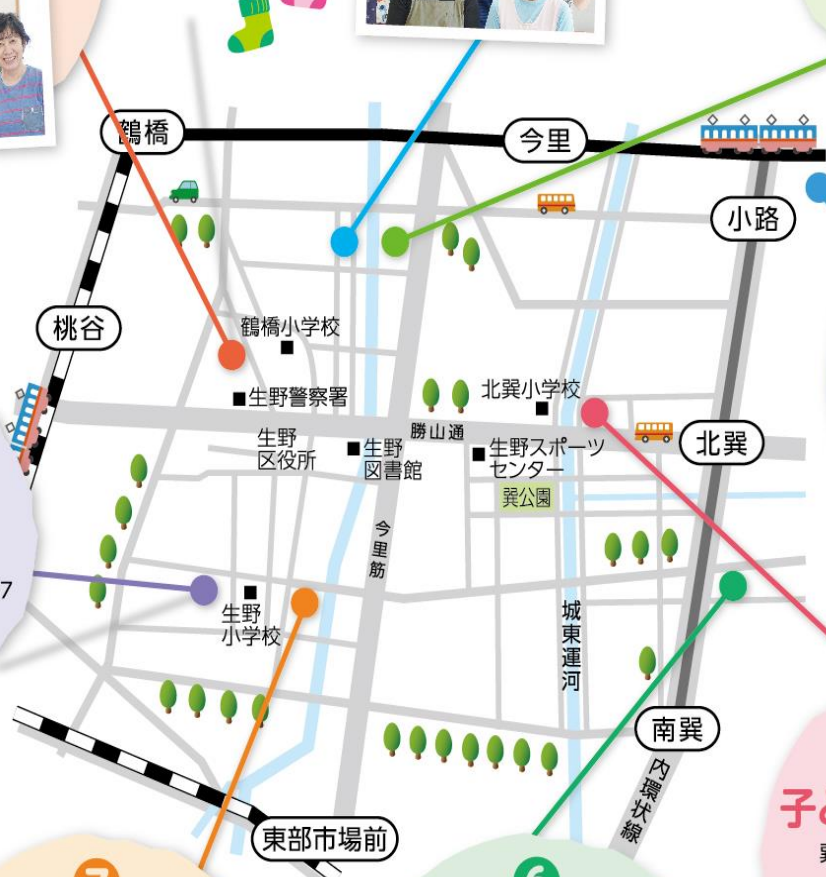 鶴橋
今里
小路
桃谷
鶴橋小学校
生野警察署
北巽小学校
勝山通
生野
区役所
生野
図書館
生野スポーツ
センター
北巽
巽公園
今里筋
7
生野
小学校
城東運河
南巽
内環状線
東部市場前
子
7
6